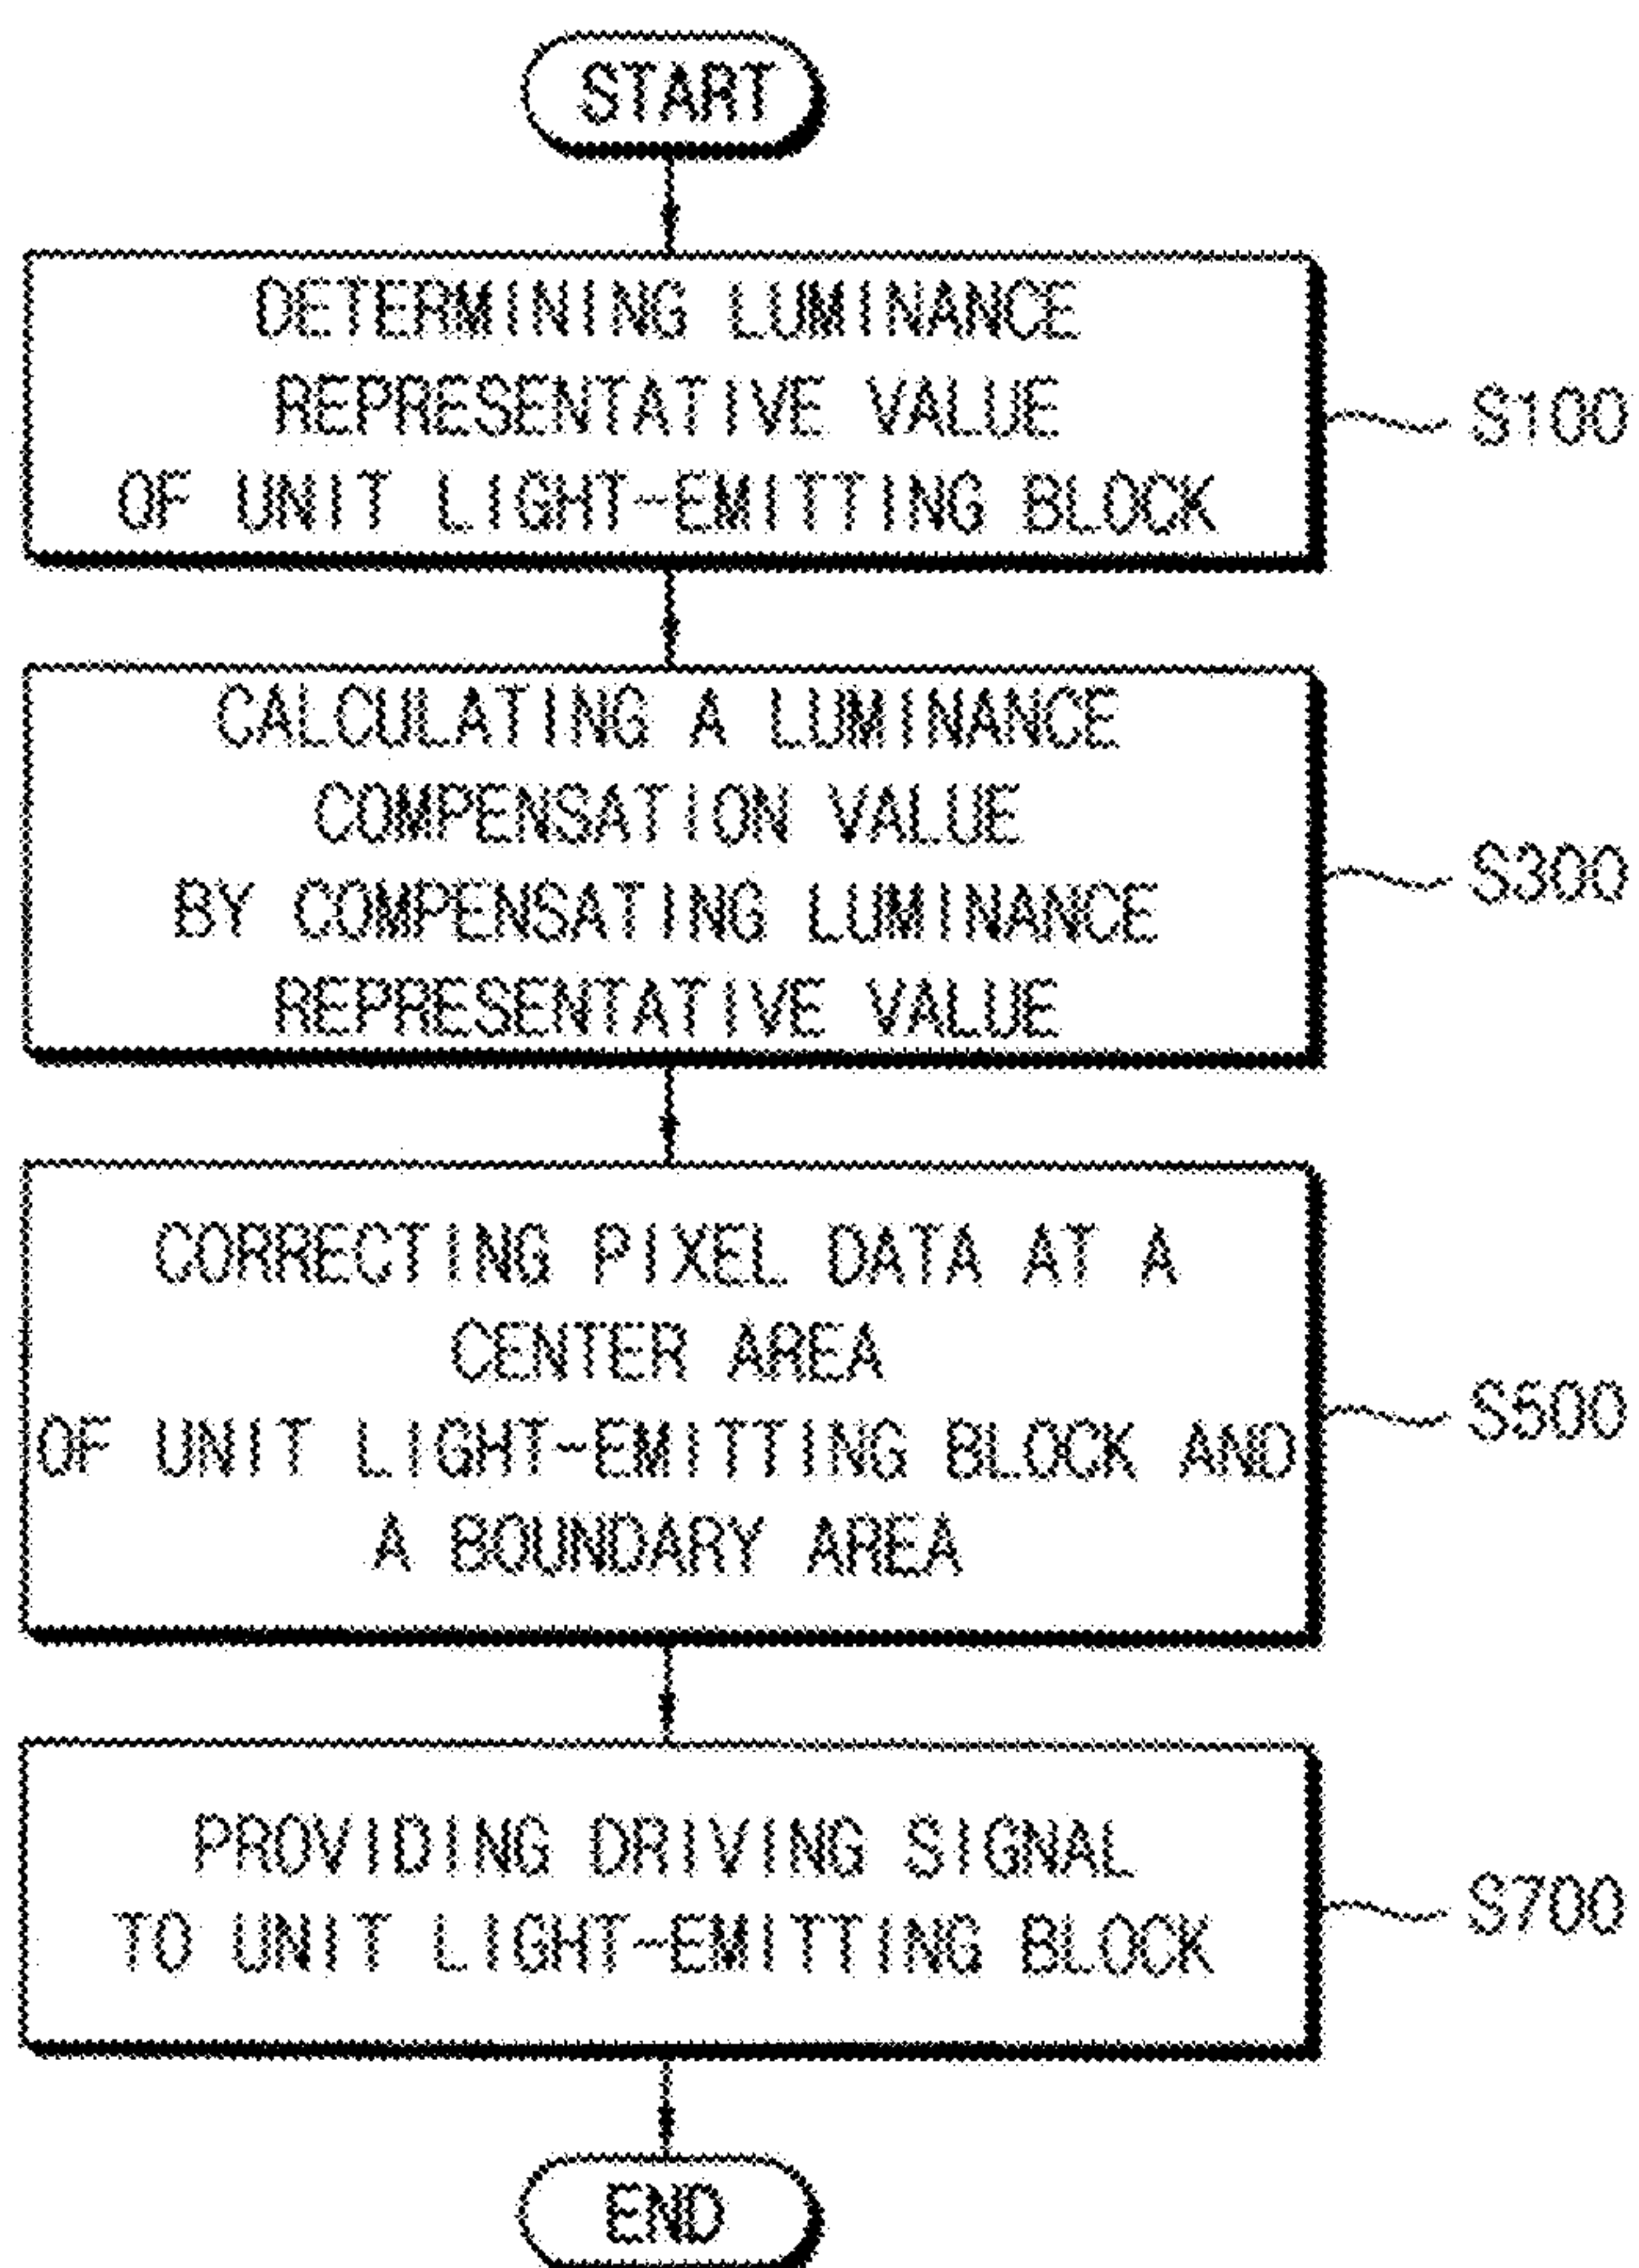 START
DETERMINING LUMINANCE
REPRESENTATIVE VALUE
OF UNIT LIGHT-EMITTING BLOCK
S100
CALCULATING A LUMINANCE
COMPENSATION VALUE
BY COMPENSATING LUMINANCE
REPRESENTATIVE VALUE
S300
CORRECTING PIXEL DATA AT A
CENTER AREA
OF UNIT LIGHT-EMITTING BLOCK AND
A BOUNDARY AREA
S500
PROVIDING DRIVING SIGNAL
TO UNIT LIGHT-EMITTING BLOCK
S700
END